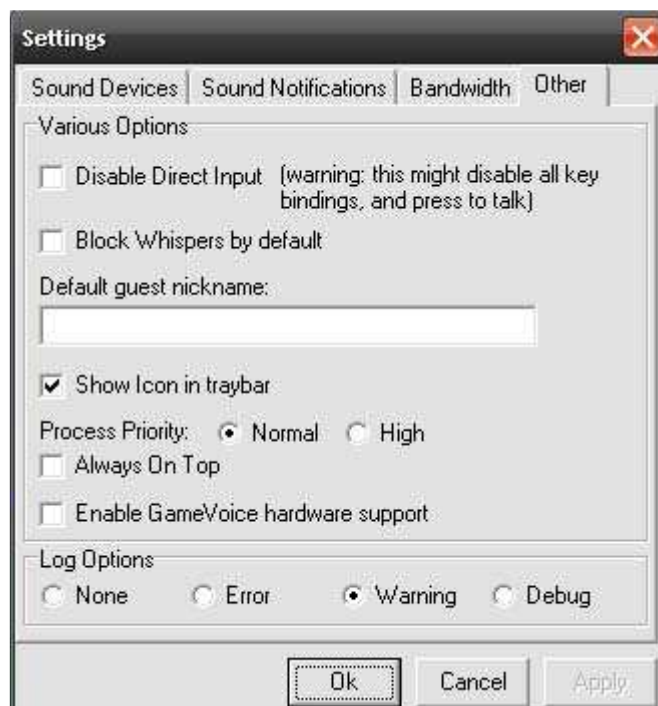 Settings
Sound Devices Sound Notifications Bandwidth Other
Various Options
Disable Direct Input (warning: this might disable all key
bindings, and press to talk)
Block Whispers by default
Default guest nickname:
Show Icon in traybar
Process Priority: Normal High
Always On Top
Enable GameVoice hardware support
Log Options
None Error Warning Debug
Ok Cancel Apply